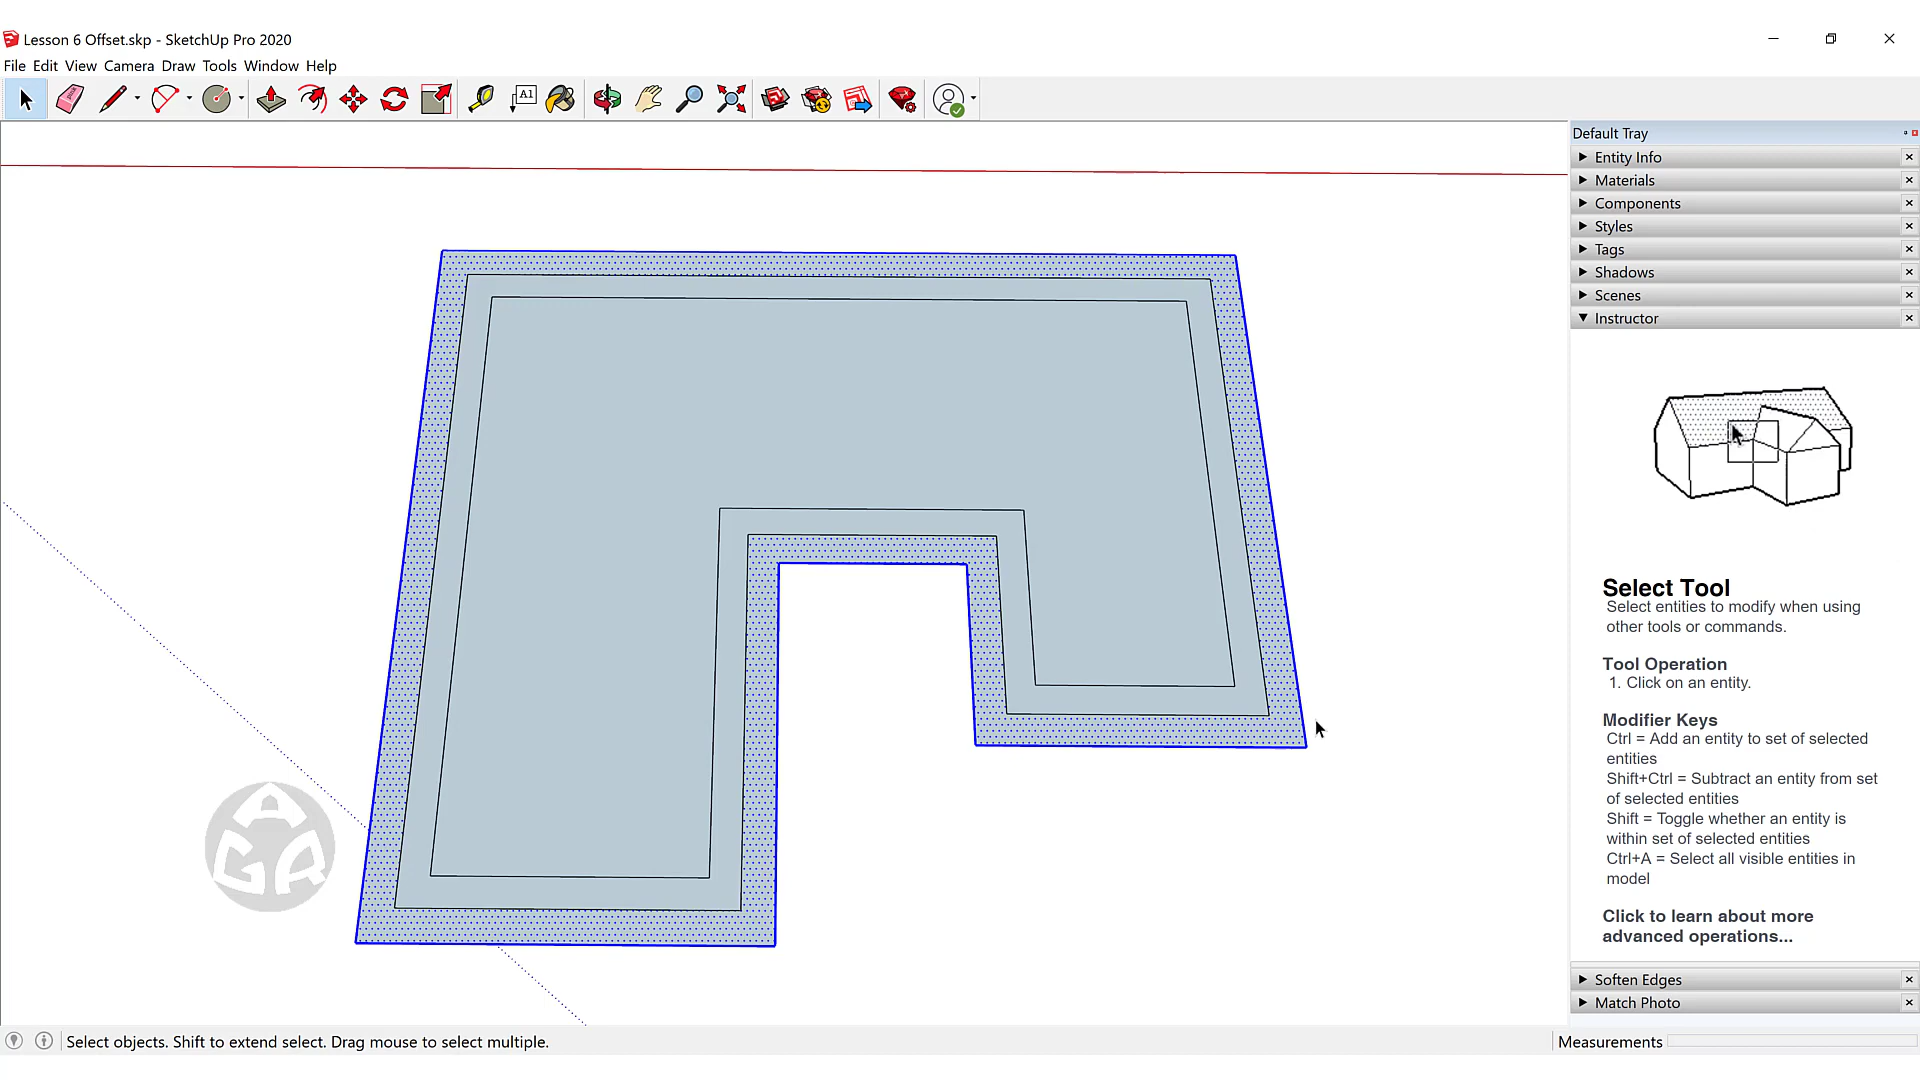 Lesson 6 Offset.skp - SketchUp Pro 2020
File Edit View Camera Draw Tools Window Help
A1
Default Tray
Entity Info
Materials
Components
Styles
Tags
Shadows
Scenes
Instructor
Select Tool
Select entities to modify when using
other tools or commands.
Tool Operation
1. Click on an entity.
Modifier Keys
Ctrl = Add an entity to set of selected
entities
Shift+Ctrl = Subtract an entity from set
of selected entities
Shift = Toggle whether an entity is
within set of selected entities
Ctrl+A = Select all visible entities in
model
Click to learn about more
advanced operations...
Soften Edges
Match Photo
Select objects. Shift to extend select. Drag mouse to select multiple.
Measurements